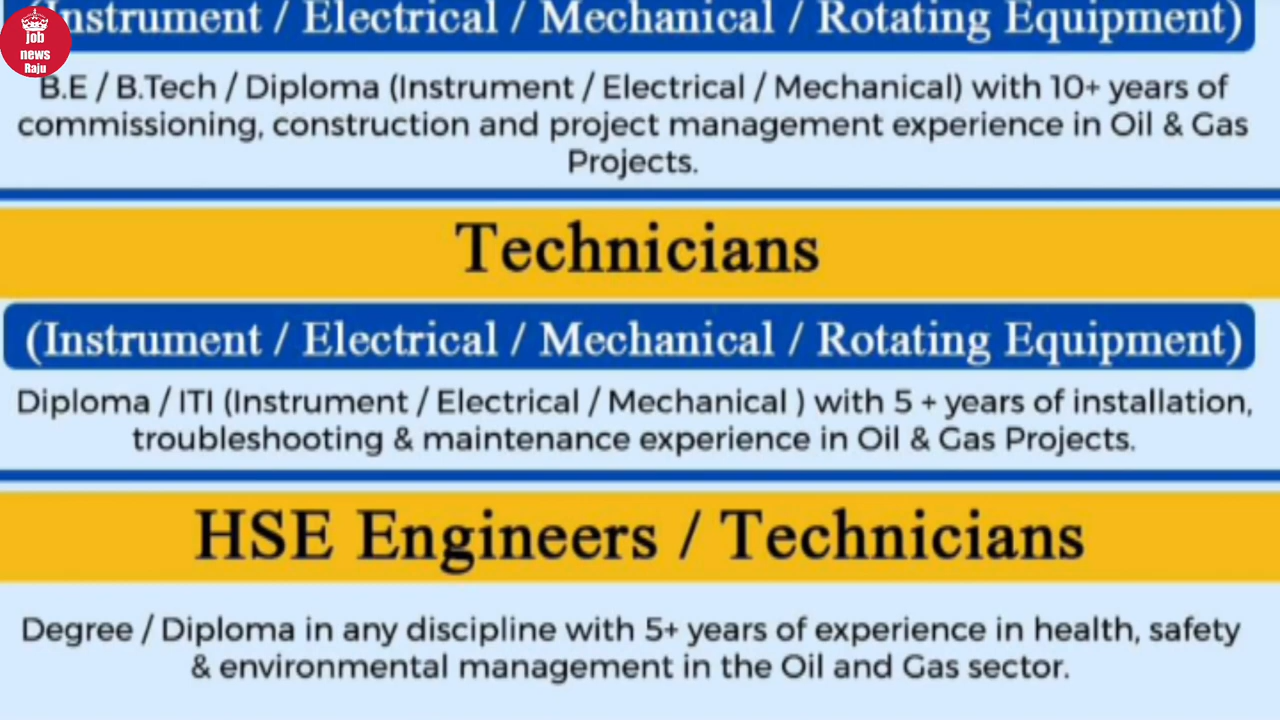 Instrument / Electrical / Mechanical / Rotating Equipment)
job
news
Raju
B.E / B.Tech / Diploma (Instrument / Electrical / Mechanical) with 10+ years of
commissioning, construction and project management experience in Oil & Gas
Projects.
Technicians
(Instrument / Electrical / Mechanical / Rotating Equipment)
Diploma / ITI (Instrument / Electrical / Mechanical ) with 5 + years of installation,
troubleshooting & maintenance experience in Oil & Gas Projects.
HSE Engineers / Technicians
Degree / Diploma in any discipline with 5+ years of experience in health, safety
& environmental management in the Oil and Gas sector.